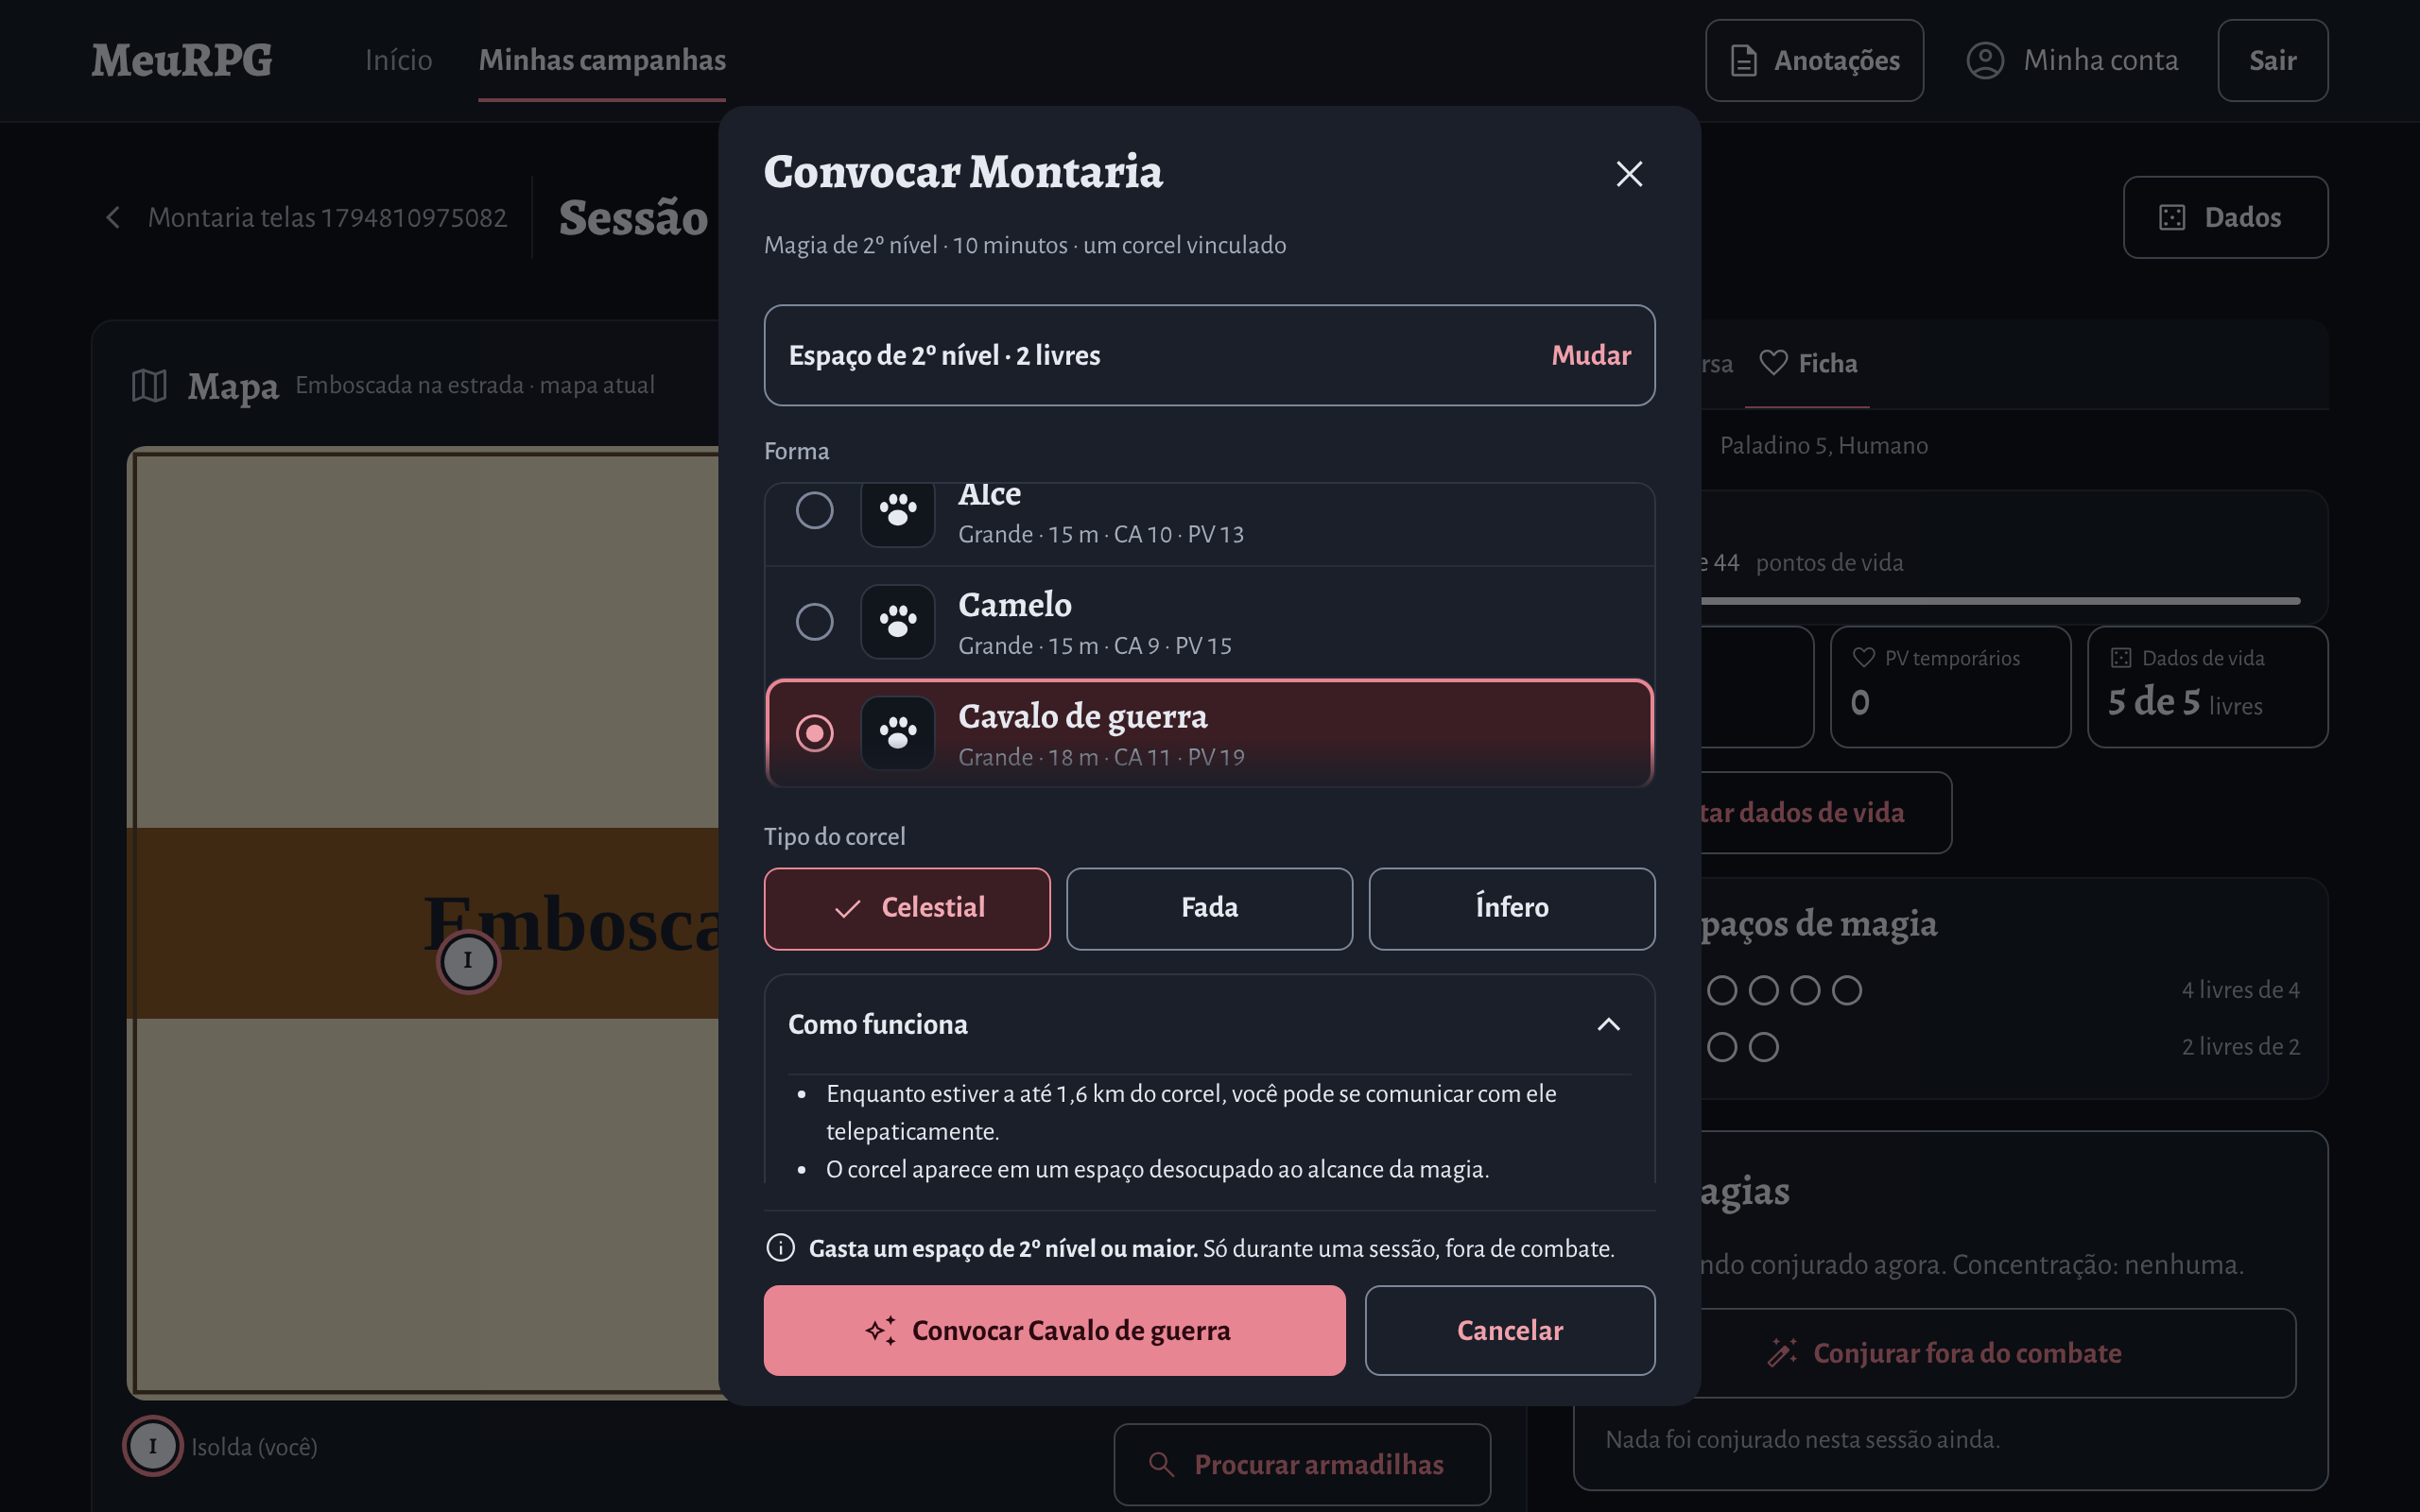 MeuRPG
Início
Minhas campanhas
Anotações
Minha conta
Sair
Montaria telas 1794810975082
Sessão
Dados
Mapa
Emboscada na estrada · mapa atual
Embosca
I
I
Isolda (você)
Procurar armadilhas
Convocar Montaria
Magia de 2º nível · 10 minutos · um corcel vinculado
Espaço de 2º nível · 2 livres
Mudar
Forma
Alce
Grande · 15 m · CA 10 · PV 13
Camelo
Grande · 15 m · CA 9 · PV 15
Cavalo de guerra
Grande · 18 m · CA 11 · PV 19
Tipo do corcel
Celestial
Fada
Ínfero
Como funciona
• Enquanto estiver a até 1,6 km do corcel, você pode se comunicar com ele
telepaticamente.
• O corcel aparece em um espaço desocupado ao alcance da magia.
Gasta um espaço de 2º nível ou maior. Só durante uma sessão, fora de combate.
Convocar Cavalo de guerra
Cancelar
rsa
Ficha
Paladino 5, Humano
e 44 pontos de vida
PV temporários
0
Dados de vida
5 de 5 livres
tar dados de vida
paços de magia
4 livres de 4
2 livres de 2
agias
ndo conjurado agora. Concentração: nenhuma.
Conjurar fora do combate
Nada foi conjurado nesta sessão ainda.